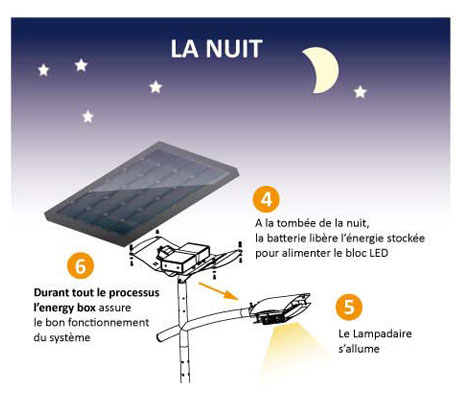 LA NUIT
4
A la tombée de la nuit,
la batterie libère l'énergie stockée
pour alimenter le bloc LED
5
Le Lampadaire
s'allume
6
Durant tout le processus
l'energy box assure
le bon fonctionnement
du système